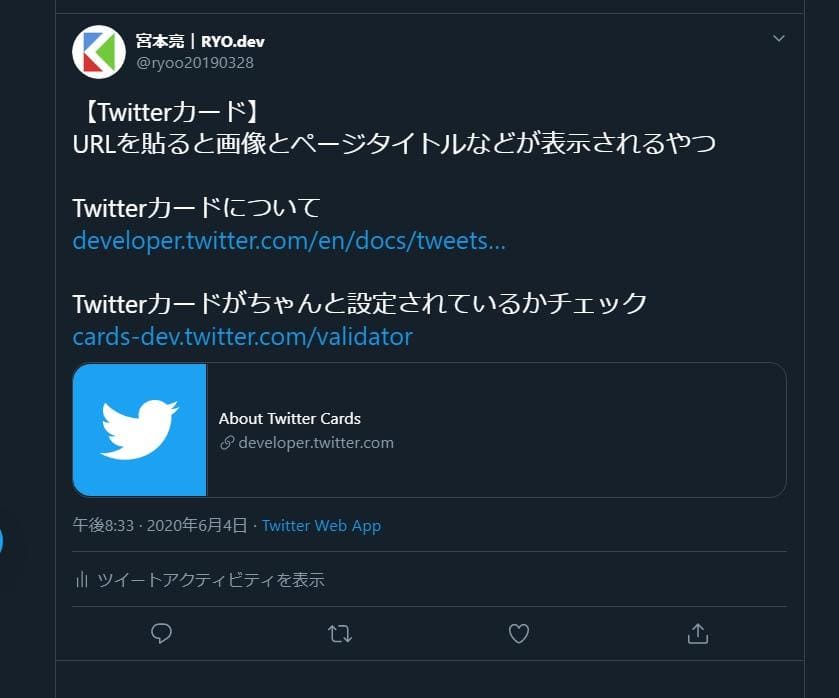 宮本亮 | RYO.dev
@ryoo20190328
【Twitterカード】
URLを貼ると画像とページタイトルなどが表示されるやつ
Twitterカードについて
developer.twitter.com/en/docs/tweets…
Twitterカードがちゃんと設定されているかチェック
cards-dev.twitter.com/validator
About Twitter Cards
developer.twitter.com
午後8:33 · 2020年6月4日 · Twitter Web App
ツイートアクティビティを表示